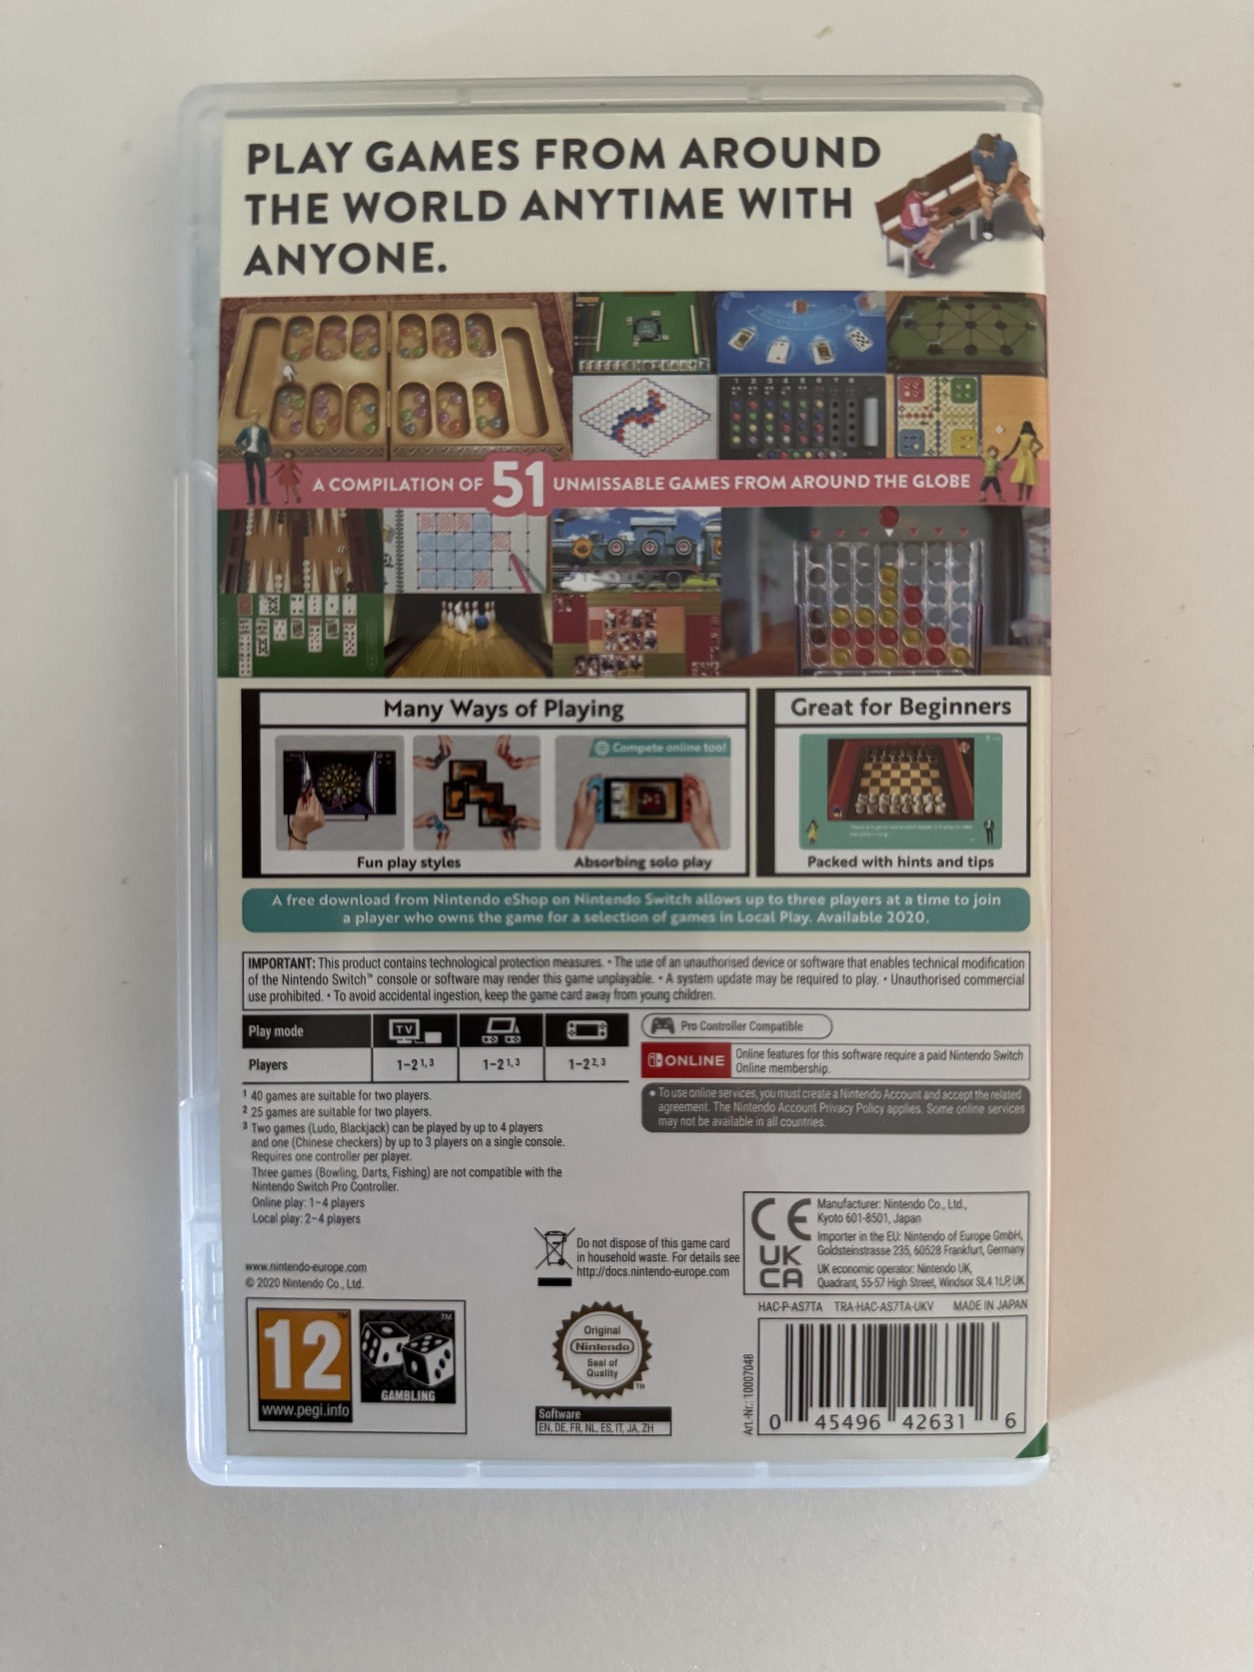 PLAY GAMES FROM AROUND
THE WORLD ANYTIME WITH
ANYONE.
A COMPILATION OF 51 UNMISSABLE GAMES FROM AROUND THE GLOBE
Many Ways of Playing
Great for Beginners
Compete online too!
Fun play styles
Absorbing solo play
Packed with hints and tips
A free download from Nintendo eShop on Nintendo Switch allows up to three players at a time to join
a player who owns the game for a selection of games in Local Play. Available 2020.
IMPORTANT: This product contains technological protection measures. • The use of an unauthorised device or software that enables technical modification
of the Nintendo Switch™ console or software may render this game unplayable. • A system update may be required to play. • Unauthorised commercial
use prohibited. • To avoid accidental ingestion, keep the game card away from young children.
Play mode TV
Players 1–2 1,3 1–2 1,3 1–2 2,3
1 40 games are suitable for two players.
2 25 games are suitable for two players.
3 Two games (Ludo, Blackjack) can be played by up to 4 players
and one (Chinese checkers) by up to 3 players on a single console.
Requires one controller per player.
Three games (Bowling, Darts, Fishing) are not compatible with the
Nintendo Switch Pro Controller.
Online play: 1–4 players
Local play: 2–4 players
Pro Controller Compatible
ONLINE
Online features for this software require a paid Nintendo Switch
Online membership.
• To use online services, you must create a Nintendo Account and accept the related
agreement. The Nintendo Account Privacy Policy applies. Some online services
may not be available in all countries.
www.nintendo-europe.com
© 2020 Nintendo Co., Ltd.
Do not dispose of this game card
in household waste. For details see
http://docs.nintendo-europe.com
CE
UK
CA
Manufacturer: Nintendo Co., Ltd.,
Kyoto 601-8501, Japan
Importer in the EU: Nintendo of Europe GmbH,
Goldsteinstrasse 235, 60528 Frankfurt, Germany
UK economic operator: Nintendo UK,
Quadrant, 55-57 High Street, Windsor SL4 1LP, UK
HAC-P-AS7TA TRA-HAC-AS7TA-UKV MADE IN JAPAN
12 ™
www.pegi.info
™
GAMBLING
Original
Nintendo
Seal of
Quality
™
Software
EN, DE, FR, NL, ES, IT, JA, ZH
Art.-Nr.: 10007048
0 45496 42631 6